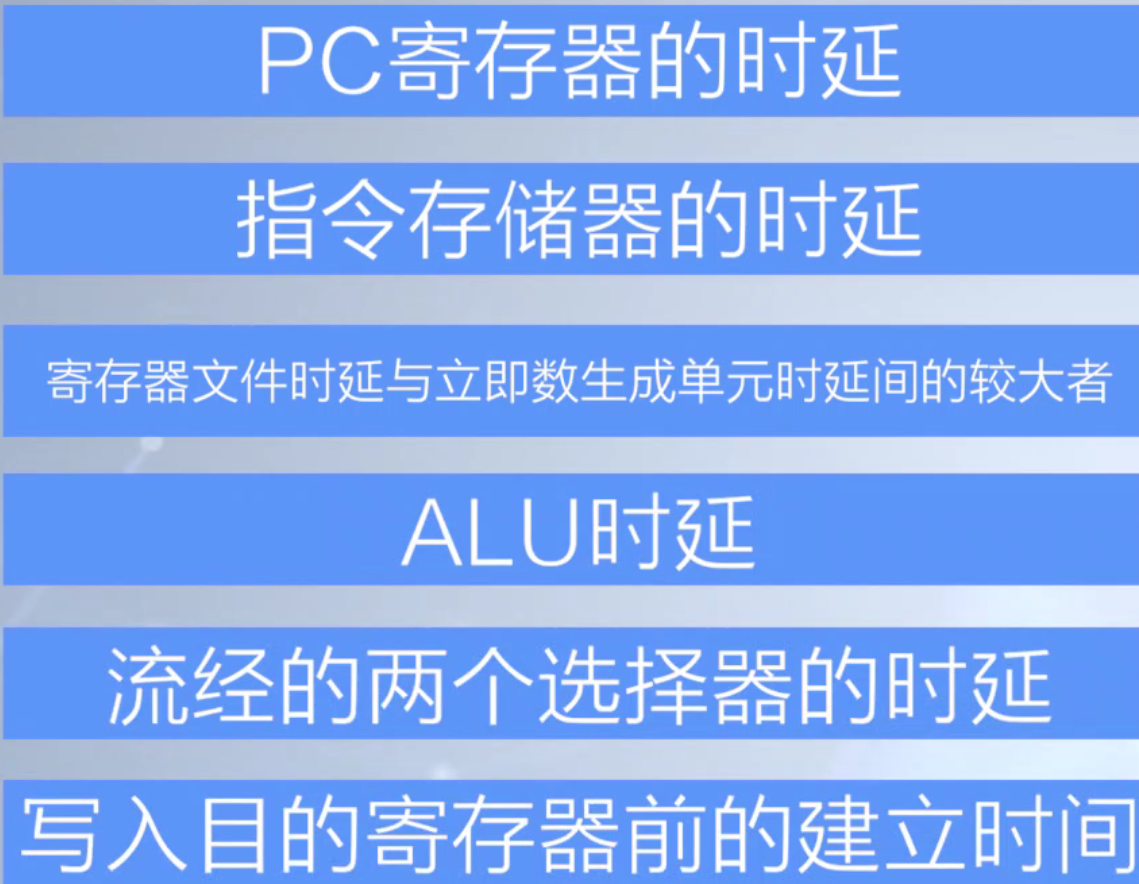 PC寄存器的时延
指令存储器的时延
寄存器文件时延与立即数生成单元时延间的较大者
ALU时延
流经的两个选择器的时延
写入目的寄存器前的建立时间